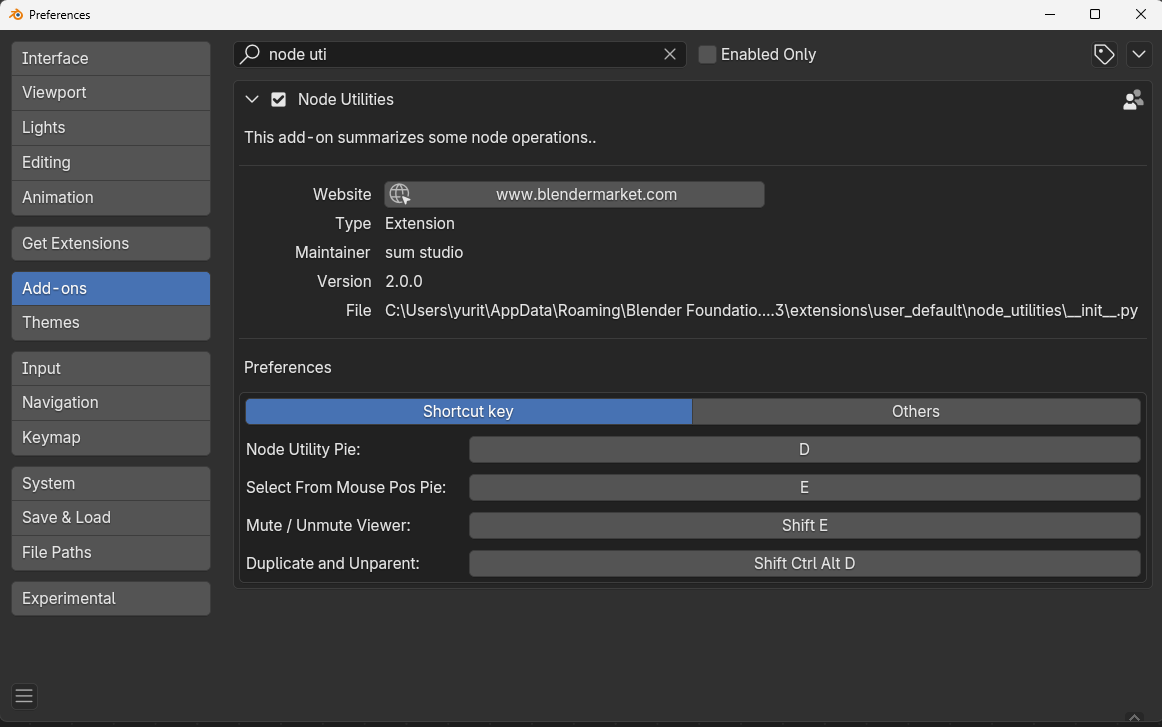 Preferences
Interface
Viewport
Lights
Editing
Animation
Get Extensions
Add-ons
Themes
Input
Navigation
Keymap
System
Save & Load
File Paths
Experimental
node uti
Enabled Only
Node Utilities
This add-on summarizes some node operations..
Website www.blendermarket.com
Type Extension
Maintainer sum studio
Version 2.0.0
File C:\Users\yurit\AppData\Roaming\Blender Foundatio....3\extensions\user_default\node_utilities\__init__.py
Preferences
Shortcut key Others
Node Utility Pie: D
Select From Mouse Pos Pie: E
Mute / Unmute Viewer: Shift E
Duplicate and Unparent: Shift Ctrl Alt D